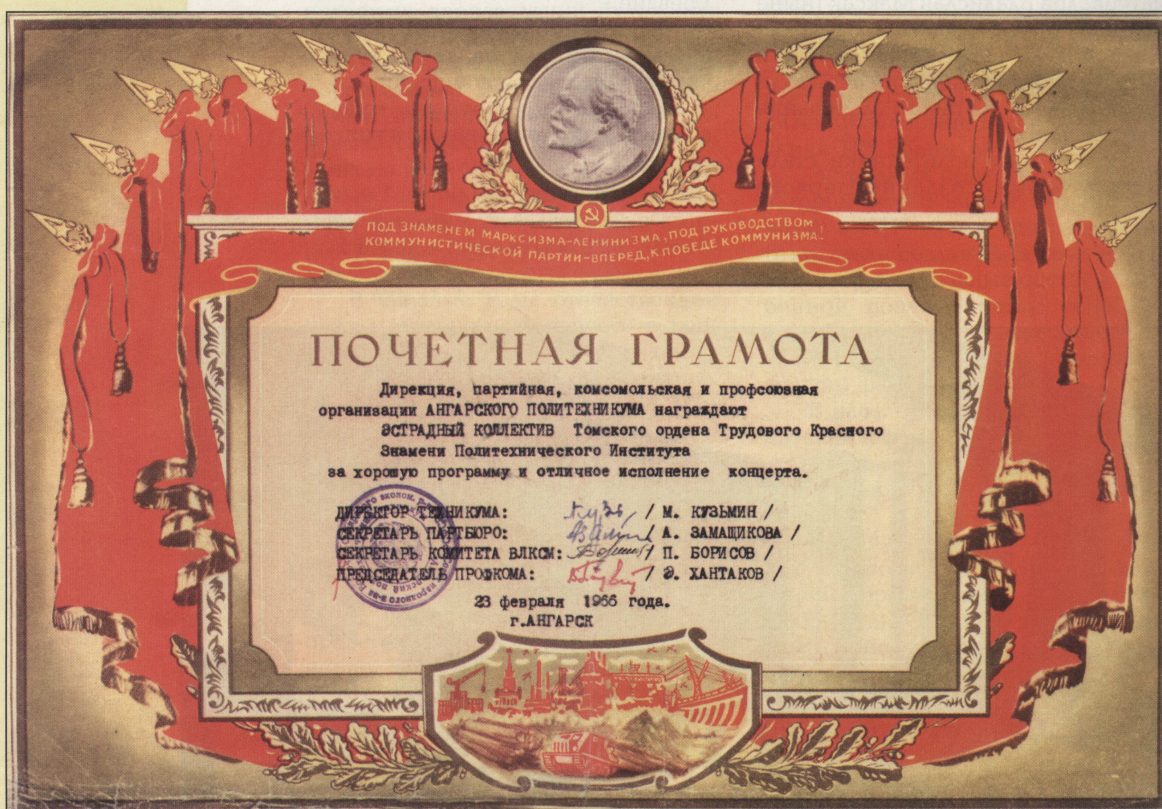 ПОД ЗНАМЕНЕМ МАРКСИЗМА-ЛЕНИНИЗМА, ПОД РУКОВОДСТВОМ
КОММУНИСТИЧЕСКОЙ ПАРТИИ-ВПЕРЕД, К ПОБЕДЕ КОММУНИЗМА!
ПОЧЕТНАЯ ГРАМОТА
Дирекция, партийная, комсомольская и профсоюзная
организации АНГАРСКОГО ПОЛИТЕХНИКУМА награждают
ЭСТРАДНЫЙ КОЛЛЕКТИВ Томского ордена Трудового Красного
Знамени Политехнического Института
за хорошую программу и отличное исполнение концерта.
ДИРЕКТОР ТЕХНИКУМА: / М. КУЗЬМИН /
СЕКРЕТАРЬ ПАРТБЮРО: / А. ЗАМАЩИКОВА /
СЕКРЕТАРЬ КОМИТЕТА ВЛКСМ: / П. БОРИСОВ /
ПРЕДСЕДАТЕЛЬ ПРОФКОМА: / Э. ХАНТАКОВ /
23 февраля 1966 года.
г.АНГАРСК